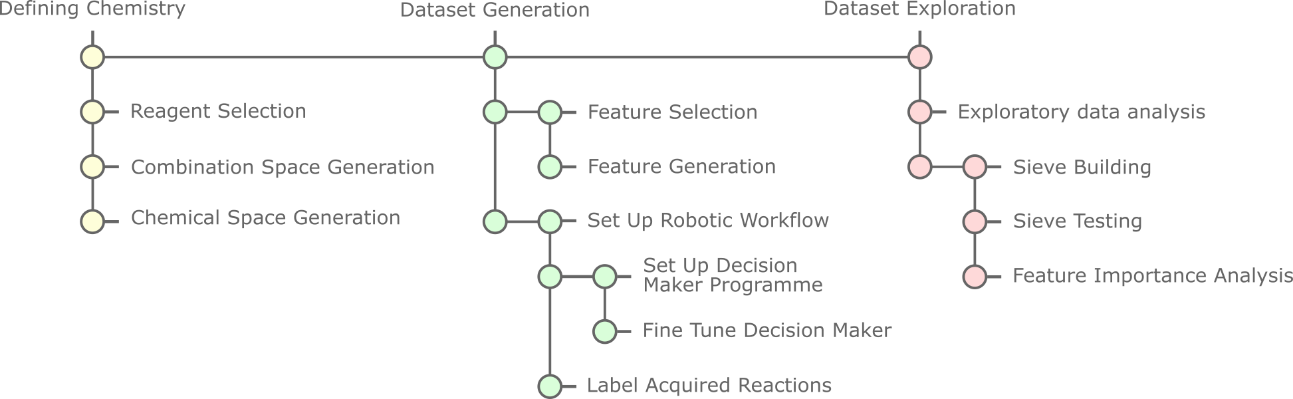 Defining Chemistry
Reagent Selection
Combination Space Generation
Chemical Space Generation
Dataset Generation
Feature Selection
Feature Generation
Set Up Robotic Workflow
Set Up Decision
Maker Programme
Fine Tune Decision Maker
Label Acquired Reactions
Dataset Exploration
Exploratory data analysis
Sieve Building
Sieve Testing
Feature Importance Analysis